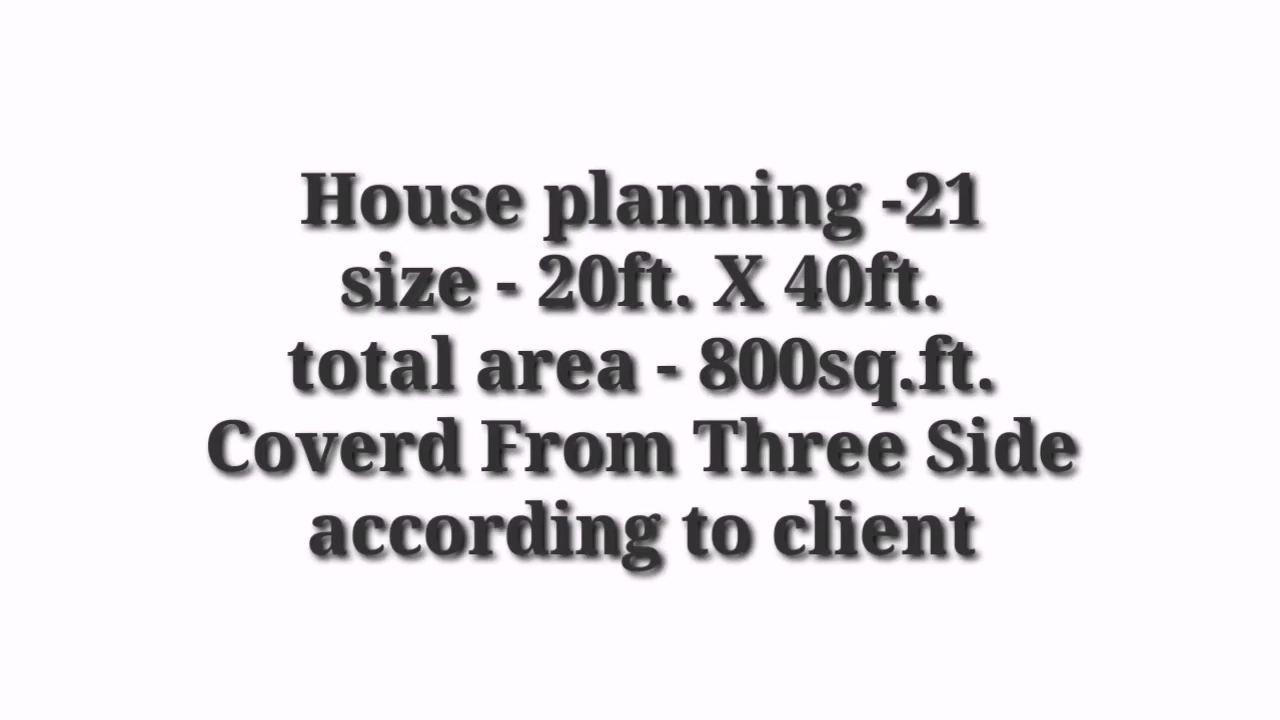 House planning -21
size - 20ft. X 40ft.
total area - 800sq.ft.
Coverd From Three Side
according to client